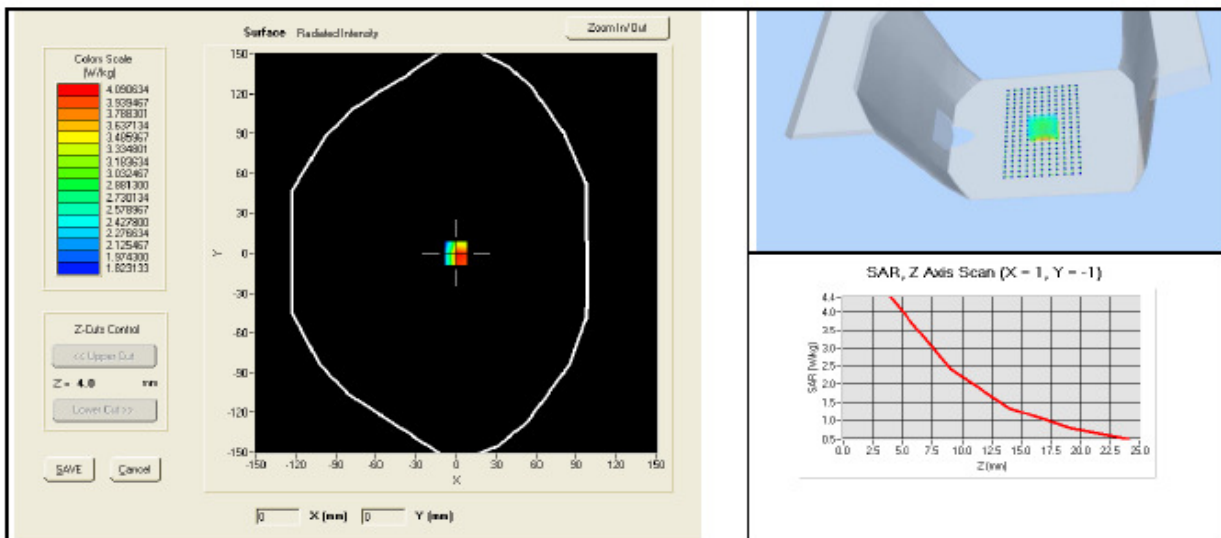 Surface Radiated Intensity
Zoom In/Out
Colors Scale
(W/kg)
4.090634
3.939467
3.788301
3.637134
3.485967
3.334801
3.183634
3.032467
2.881300
2.730134
2.578967
2.427800
2.276634
2.125467
1.974300
1.823133
Z-Cuts Control
<< Upper Cut
Z = 4.0 mm
Lower Cut >>
SAVE Cancel
150
120
90
60
30
0
-30
-60
-90
-120
-150
Y
-150 -120 -90 -60 -30 0 30 60 90 120 150
X
0 X (mm) 0 Y (mm)
SAR, Z Axis Scan (X = 1, Y = -1)
SAR (W/kg)
4.4
4.0
3.5
3.0
2.5
2.0
1.5
1.0
0.5
0.0 2.5 5.0 7.5 10.0 12.5 15.0 17.5 20.0 22.5 25.0
Z (mm)